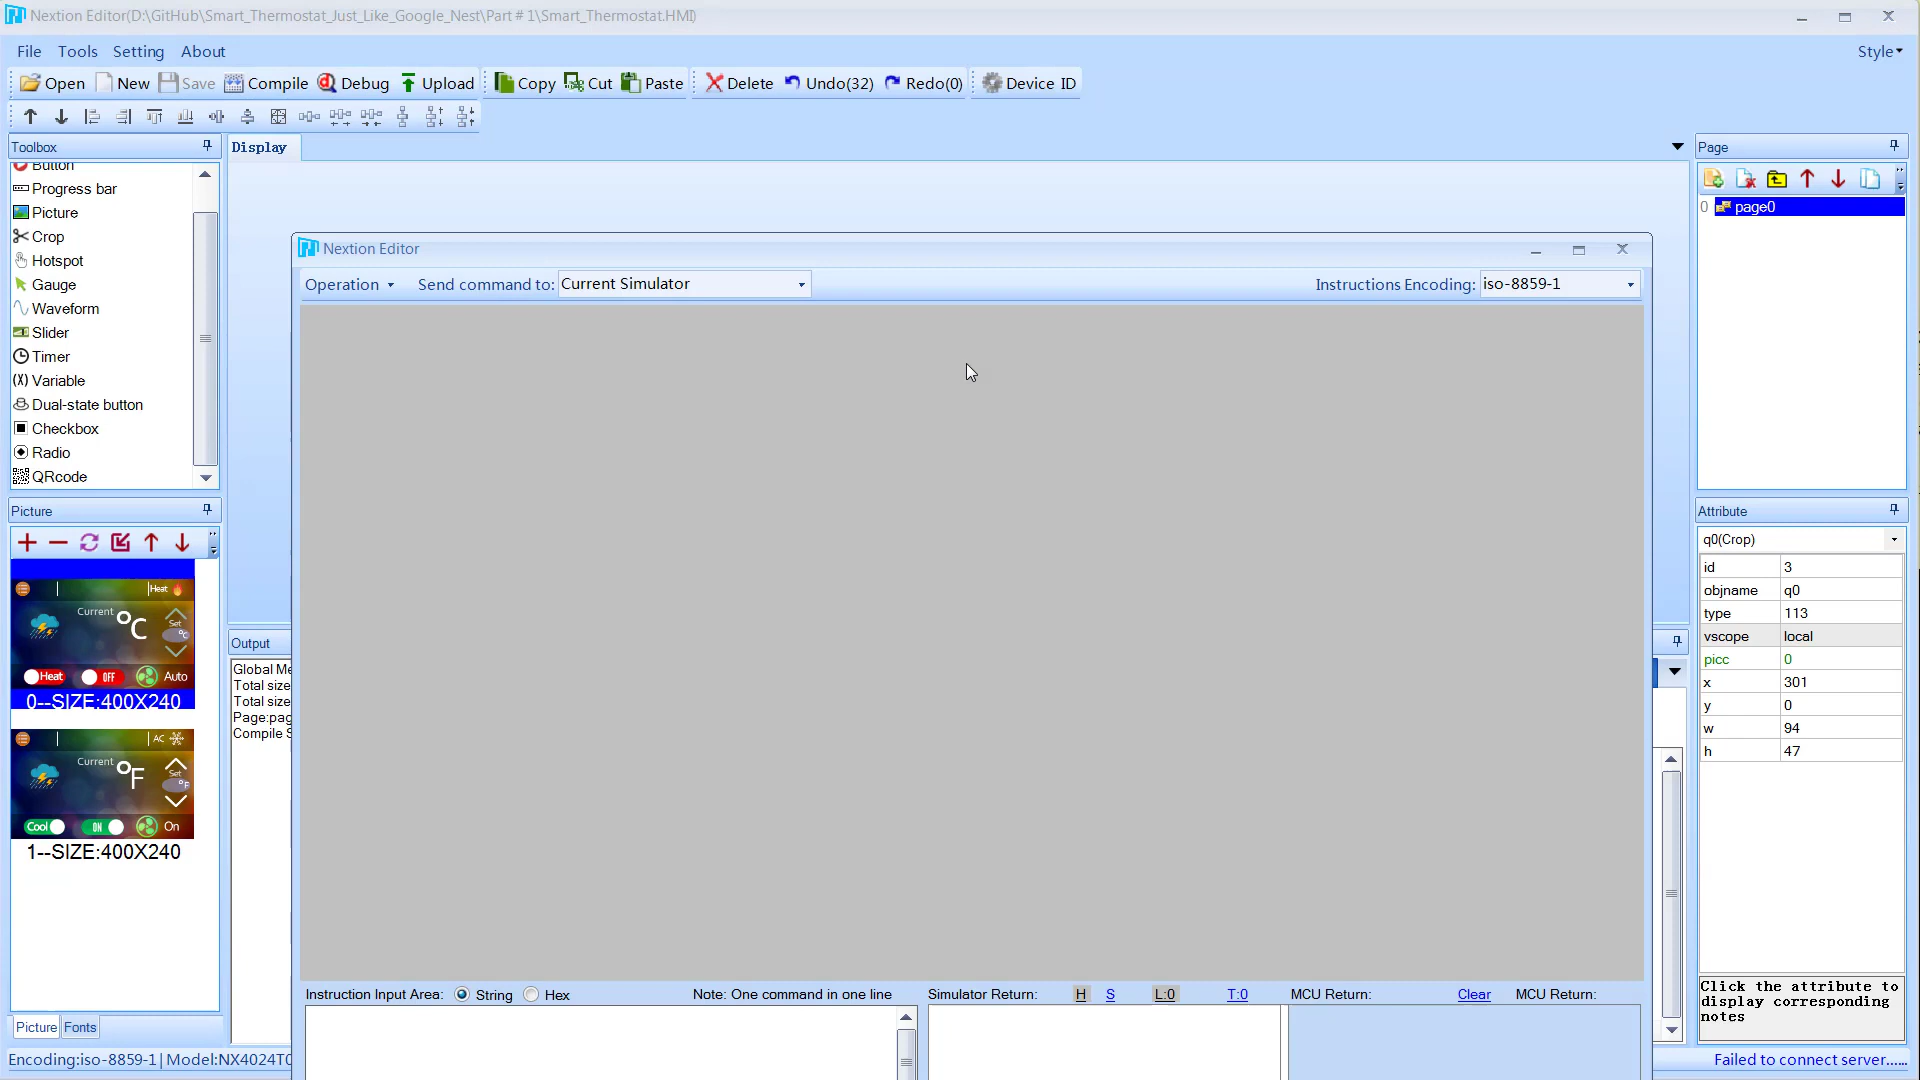 Nextion Editor(D:\GitHub\Smart_Thermostat_Just_Like_Google_Nest\Part # 1\Smart_Thermostat.HMI)
File Tools Setting About Style
Open New Save Compile Debug Upload Copy Cut Paste Delete Undo(32) Redo(0) Device ID
Toolbox
Display
Page
Button
Progress bar
Picture
Crop
Hotspot
Gauge
Waveform
Slider
Timer
(X) Variable
Dual-state button
Checkbox
Radio
QRcode
0 page0
Nextion Editor
Operation Send command to: Current Simulator Instructions Encoding: iso-8859-1
Picture
Heat
Current
°C
Set
°C
Heat OFF Auto
0--SIZE:400X240
AC
Current
°F
Set
°F
Cool ON On
1--SIZE:400X240
Picture Fonts
Output
Global Me
Total size
Total size
Page:pag
Compile S
Attribute
q0(Crop)
id 3
objname q0
type 113
vscope local
picc 0
x 301
y 0
w 94
h 47
Click the attribute to
display corresponding
notes
Instruction Input Area: String Hex Note: One command in one line Simulator Return: H S L:0 T:0 MCU Return: Clear MCU Return:
Encoding:iso-8859-1 | Model:NX4024T0
Failed to connect server......